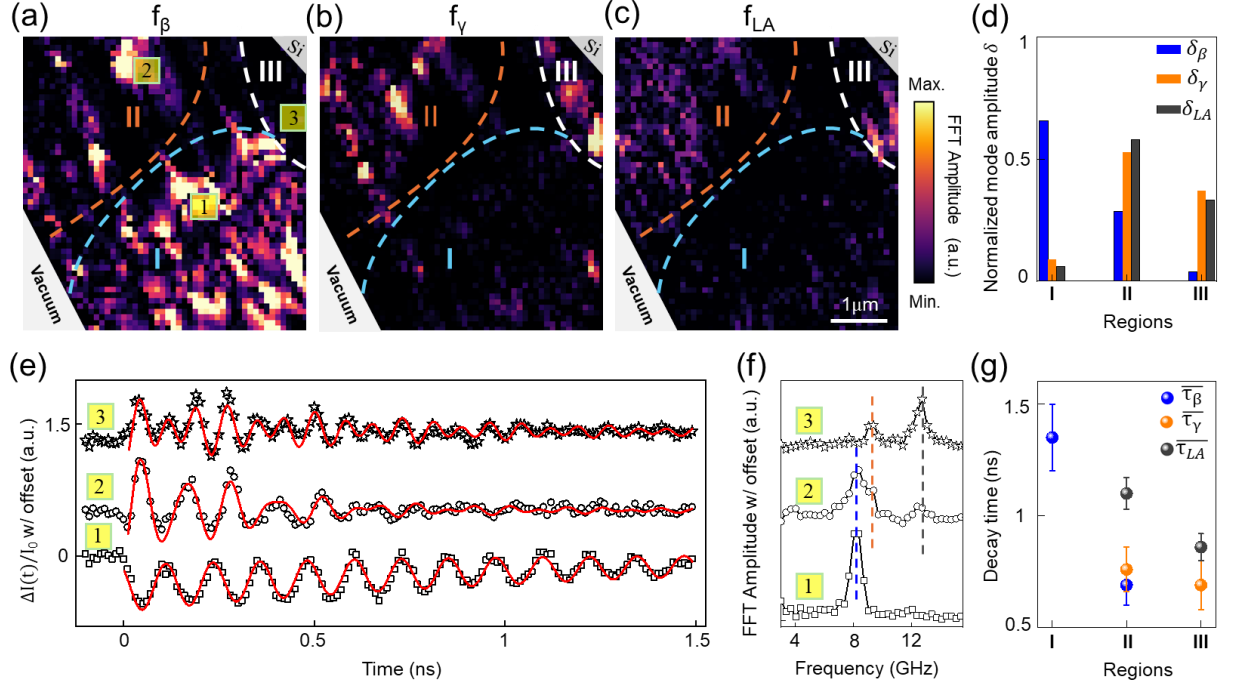 (a) f_β (b) f_γ (c) f_LA (d)
Si Si Si
2 III III III
II II II
3
1
I I I
Vacuum Vacuum Vacuum
1μm
Max.
FFT Amplitude (a.u.)
Min.
Normalized mode amplitude δ
1
0.5
0
δ_β
δ_γ
δ_LA
I II III
Regions
(e)
ΔI(t)/I_0 w/ offset (a.u.)
1.5
0
3
2
1
0 0.5 1 1.5
Time (ns)
(f)
FFT Amplitude w/ offset (a.u.)
3
2
1
4 8 12
Frequency (GHz)
(g)
Decay time (ns)
1.5
1
0.5
\overline{τ_β}
\overline{τ_γ}
\overline{τ_LA}
I II III
Regions